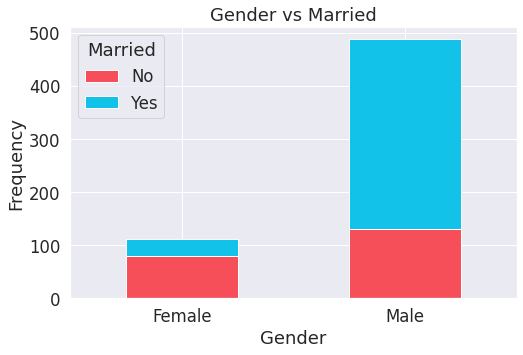 Gender vs Married
Married
No
Yes
Frequency
500
400
300
200
100
0
Female
Male
Gender